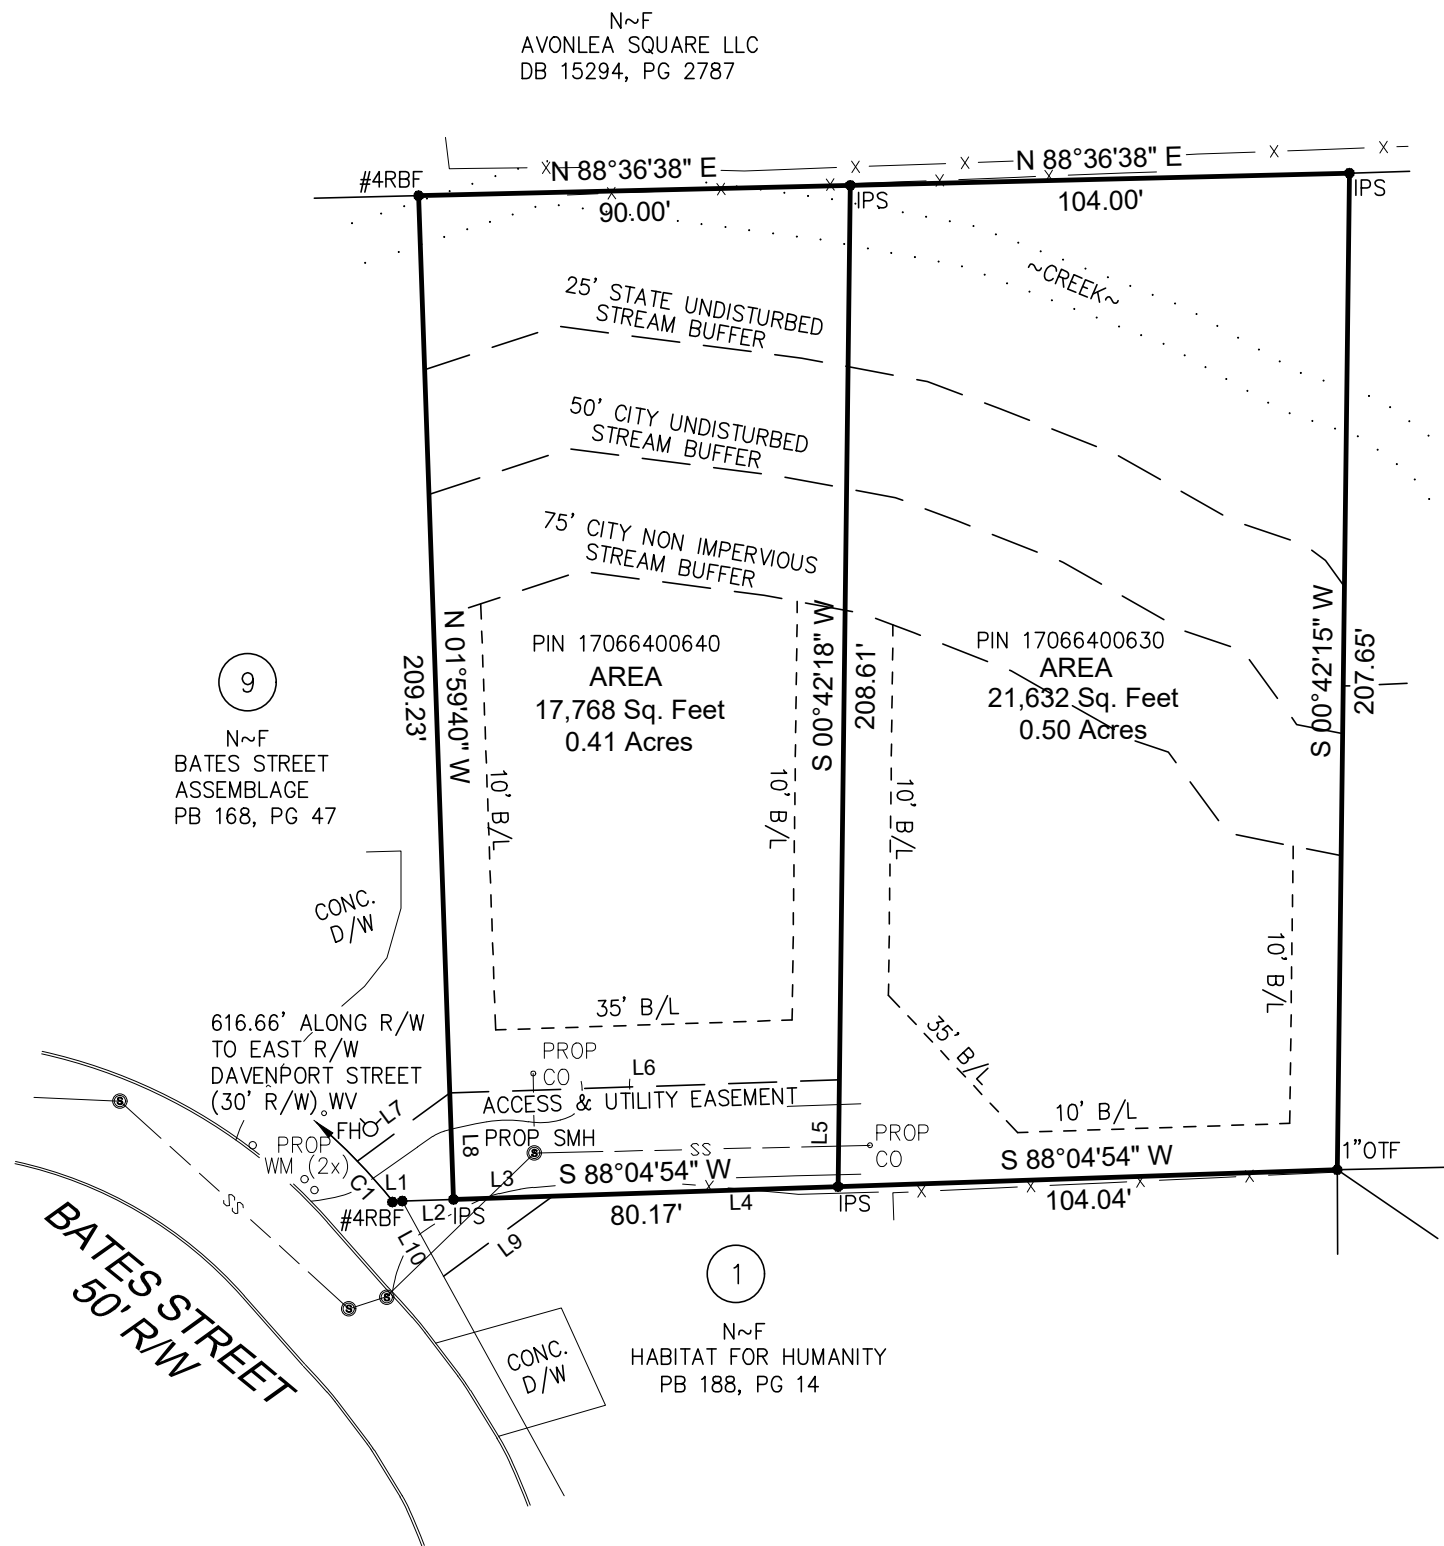 N~F
AVONLEA SQUARE LLC
DB 15294, PG 2787
#4RBF
N 88°36'38" E
90.00'
IPS
N 88°36'38" E
104.00'
IPS
~CREEK~
25' STATE UNDISTURBED
STREAM BUFFER
50' CITY UNDISTURBED
STREAM BUFFER
75' CITY NON IMPERVIOUS
STREAM BUFFER
N 01°59'40" W
209.23'
PIN 17066400640
AREA
17,768 Sq. Feet
0.41 Acres
S 00°42'18" W
208.61'
PIN 17066400630
AREA
21,632 Sq. Feet
0.50 Acres
S 00°42'15" W
207.65'
9
N~F
BATES STREET
ASSEMBLAGE
PB 168, PG 47
10' B/L
10' B/L
10' B/L
10' B/L
CONC.
D/W
35' B/L
35' B/L
10' B/L
616.66' ALONG R/W
TO EAST R/W
DAVENPORT STREET
(30' R/W)
WV
FH
L7
PROP
CO
L6
ACCESS & UTILITY EASEMENT
PROP SMH
SS
L5
PROP
CO
L8
L3
S 88°04'54" W
80.17'
L4
IPS
S 88°04'54" W
104.04'
1"OTF
PROP
WM (2x)
C1
L1
#4RBF
L2
IPS
L10
L9
SS
S
S
S
S
BATES STREET
50' R/W
1
N~F
HABITAT FOR HUMANITY
PB 188, PG 14
CONC.
D/W
X X X X X X X X X X X X X X X